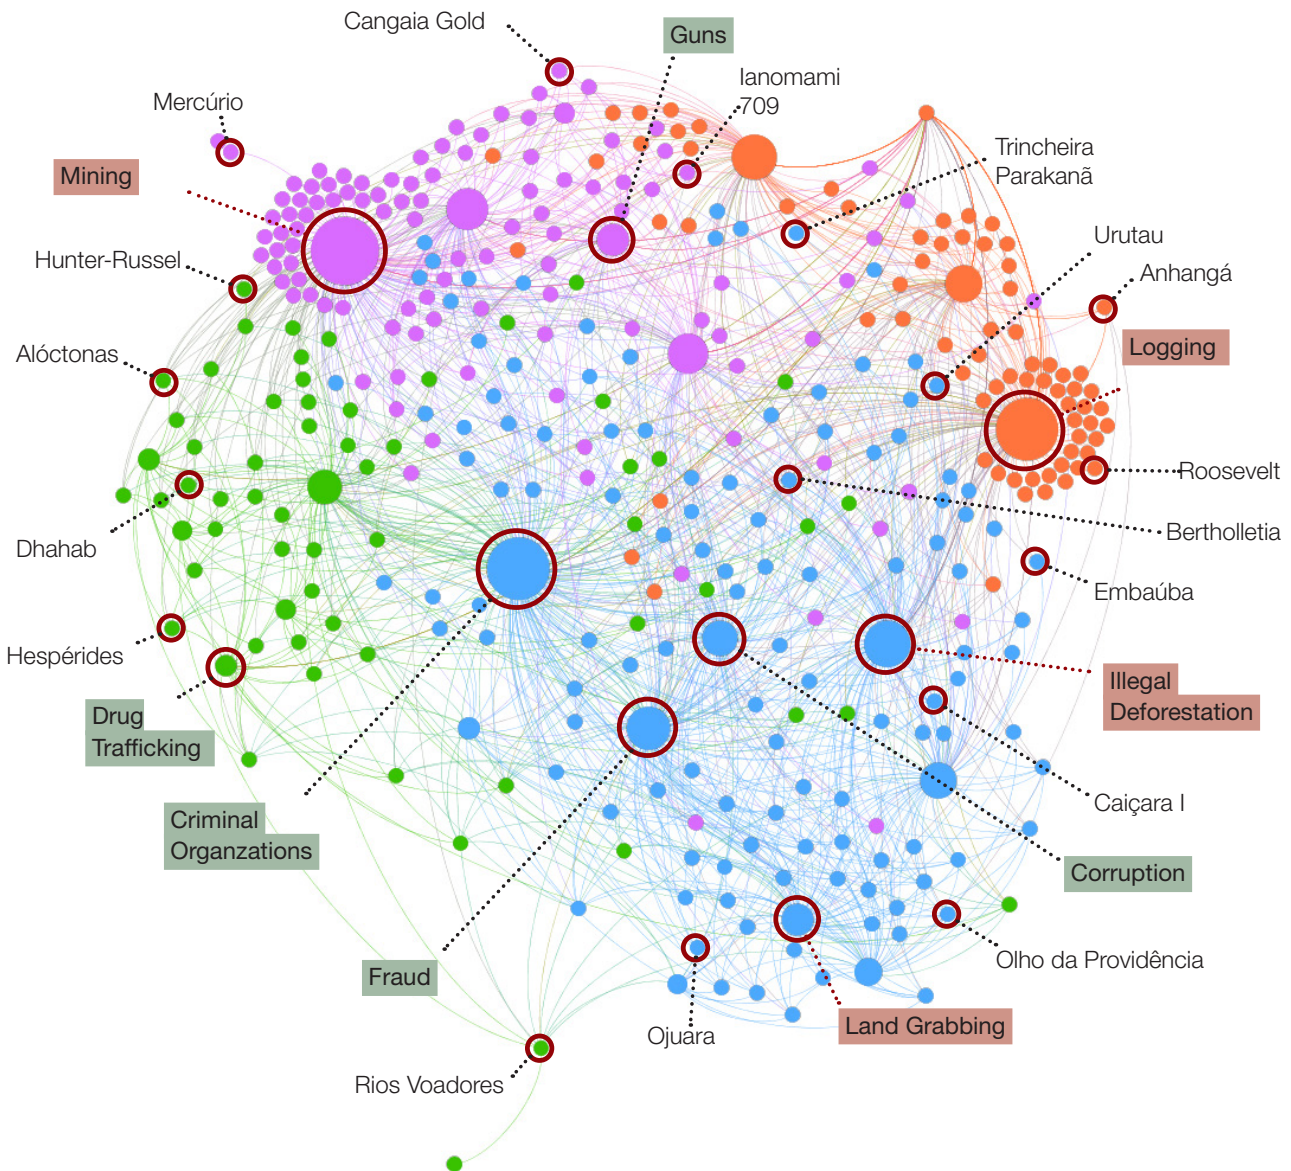 Cangaia Gold
Guns
Ianomami
709
Mercúrio
Trincheira
Parakanã
Mining
Urutau
Hunter-Russel
Anhangá
Logging
Alóctonas
Roosevelt
Bertholletia
Dhahab
Embaúba
Hespérides
Illegal
Deforestation
Drug
Trafficking
Caiçara I
Criminal
Organzations
Corruption
Olho da Providência
Fraud
Land Grabbing
Ojuara
Rios Voadores